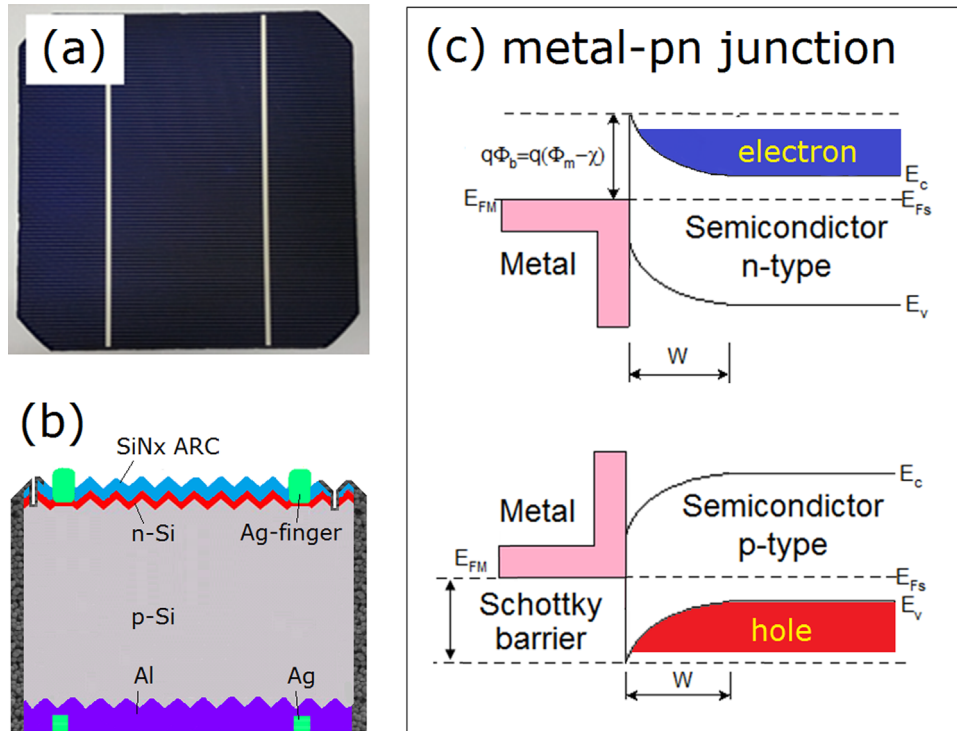 (a)
(b)
SiNx ARC
n-Si
Ag-finger
p-Si
Al
Ag
(c) metal-pn junction
qΦb=q(Φm−χ)
electron
Ec
EFM
EFs
Metal
Semicondictor
n-type
Ev
W
Ec
Metal
Semicondictor
p-type
EFM
EFs
Schottky
barrier
Ev
hole
W